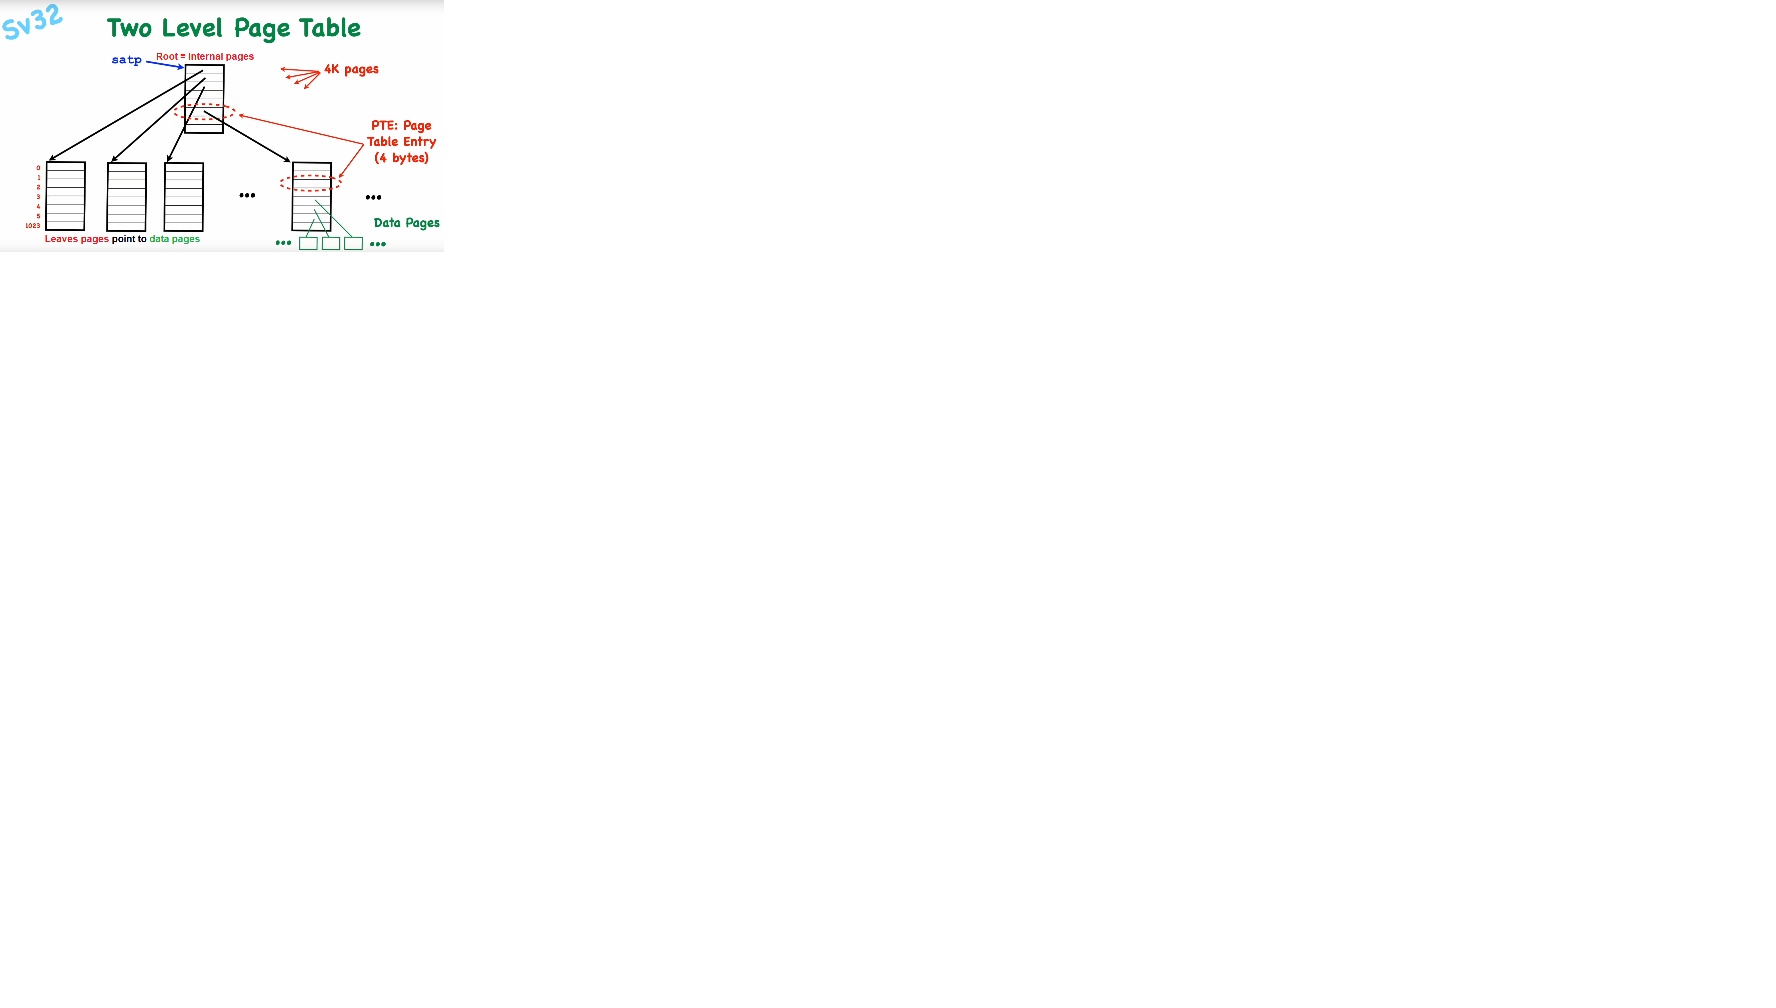 Sv32
Two Level Page Table
Root = Internal pages
satp
4K pages
PTE: Page
Table Entry
(4 bytes)
0
1
2
3
4
5
1023
•••
•••
Data Pages
Leaves pages point to data pages
•••
•••